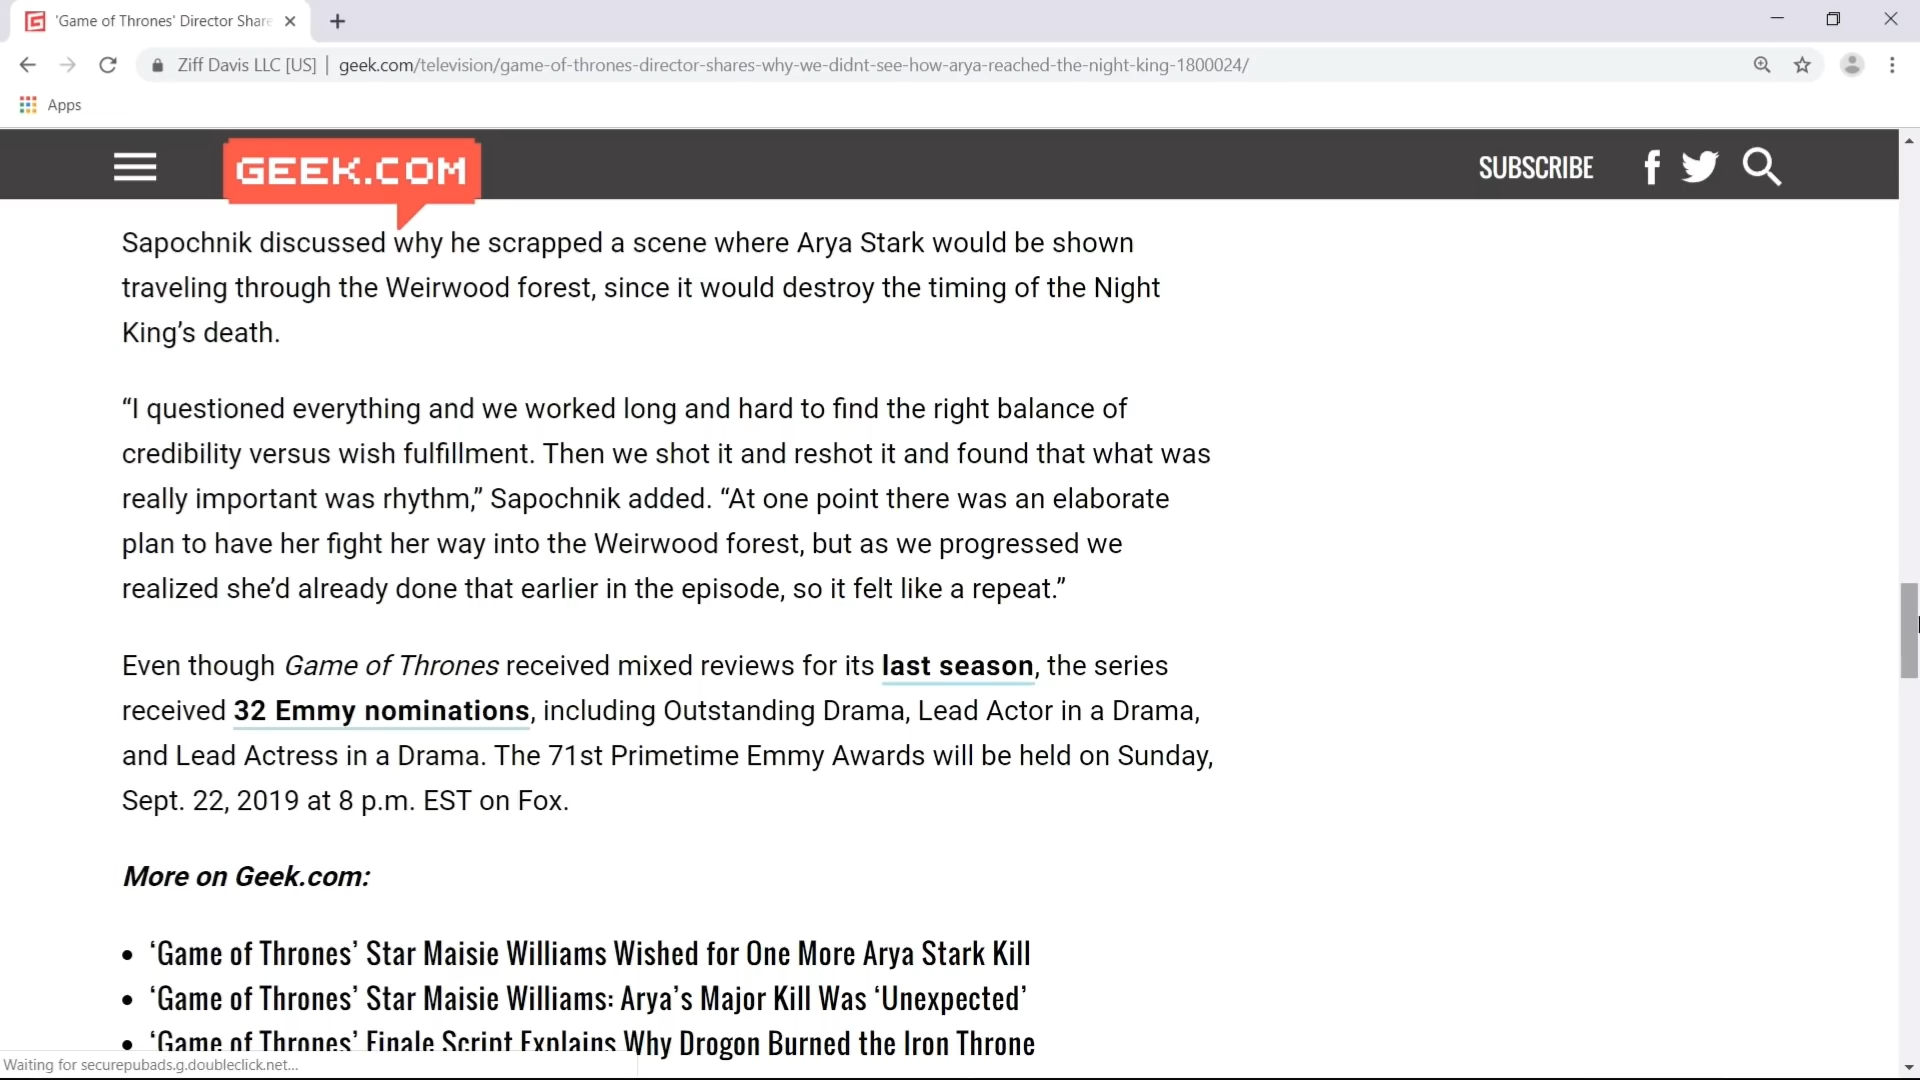 'Game of Thrones' Director Share
Ziff Davis LLC [US] | geek.com/television/game-of-thrones-director-shares-why-we-didnt-see-how-arya-reached-the-night-king-1800024/
Apps
GEEK.COM
SUBSCRIBE
Sapochnik discussed why he scrapped a scene where Arya Stark would be shown
traveling through the Weirwood forest, since it would destroy the timing of the Night
King’s death.
“I questioned everything and we worked long and hard to find the right balance of
credibility versus wish fulfillment. Then we shot it and reshot it and found that what was
really important was rhythm,” Sapochnik added. “At one point there was an elaborate
plan to have her fight her way into the Weirwood forest, but as we progressed we
realized she’d already done that earlier in the episode, so it felt like a repeat.”
Even though Game of Thrones received mixed reviews for its last season, the series
received 32 Emmy nominations, including Outstanding Drama, Lead Actor in a Drama,
and Lead Actress in a Drama. The 71st Primetime Emmy Awards will be held on Sunday,
Sept. 22, 2019 at 8 p.m. EST on Fox.
More on Geek.com:
• ‘Game of Thrones’ Star Maisie Williams Wished for One More Arya Stark Kill
• ‘Game of Thrones’ Star Maisie Williams: Arya’s Major Kill Was ‘Unexpected’
• ‘Game of Thrones’ Finale Script Explains Why Drogon Burned the Iron Throne
Waiting for securepubads.g.doubleclick.net...